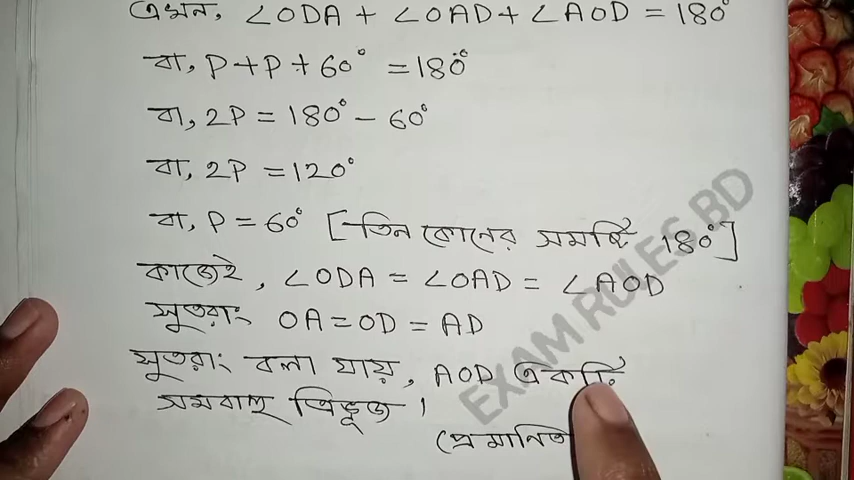 এখন, ∠ODA + ∠OAD + ∠AOD = 180°
বা, P+P+60° = 180°
বা, 2P = 180° - 60°
বা, 2P = 120°
বা, P = 60° [তিন কোনের সমষ্টি 180°]
কাজেই, ∠ODA = ∠OAD = ∠AOD
সুতরাং OA = OD = AD
সুতরাং বলা যায়, AOD একটি
সমবাহু ত্রিভূজ।
(প্রমানিত
EXAM RULES BD